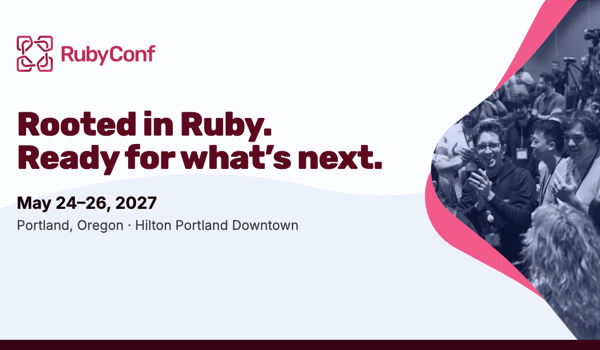 RubyConf
Rooted in Ruby.
Ready for what's next.
May 24–26, 2027
Portland, Oregon · Hilton Portland Downtown